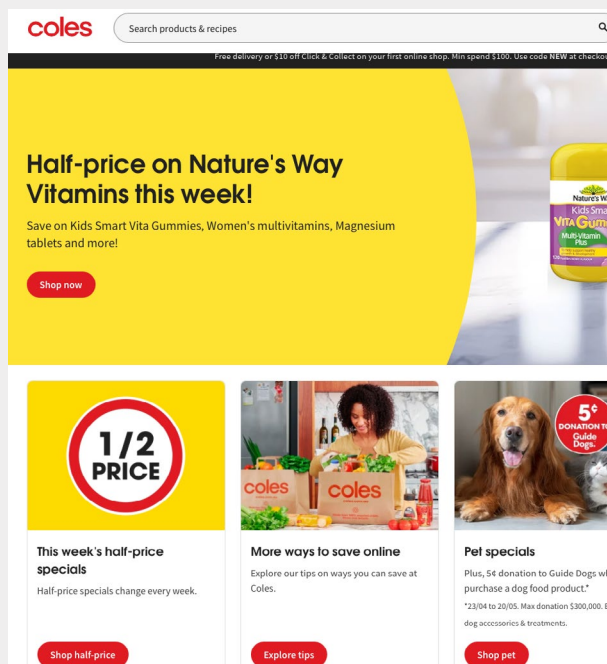 coles
Search products & recipes
Free delivery or $10 off Click & Collect on your first online shop. Min spend $100. Use code NEW at checkou
Half-price on Nature's Way
Vitamins this week!
Save on Kids Smart Vita Gummies, Women's multivitamins, Magnesium
tablets and more!
Shop now
Nature's W
Kids Sma
VITA GUM
Multi-Vitamin
Plus
1/2
PRICE
coles
coles
5¢
DONATION TO
Guide
Dogs.
This week's half-price
specials
Half-price specials change every week.
Shop half-price
More ways to save online
Explore our tips on ways you can save at
Coles.
Explore tips
Pet specials
Plus, 5¢ donation to Guide Dogs wh
purchase a dog food product.*
*23/04 to 20/05. Max donation $300,000. E
dog accessories & treatments.
Shop pet